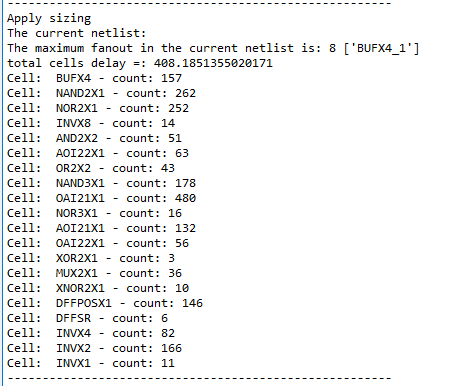 ------------------------------------------------------
Apply sizing
The current netlist:
The maximum fanout in the current netlist is: 8 ['BUFX4_1']
total cells delay =: 408.1851355020171
Cell:  BUFX4 - count: 157
Cell:  NAND2X1 - count: 262
Cell:  NOR2X1 - count: 252
Cell:  INVX8 - count: 14
Cell:  AND2X2 - count: 51
Cell:  AOI22X1 - count: 63
Cell:  OR2X2 - count: 43
Cell:  NAND3X1 - count: 178
Cell:  OAI21X1 - count: 480
Cell:  NOR3X1 - count: 16
Cell:  AOI21X1 - count: 132
Cell:  OAI22X1 - count: 56
Cell:  XOR2X1 - count: 3
Cell:  MUX2X1 - count: 36
Cell:  XNOR2X1 - count: 10
Cell:  DFFPOSX1 - count: 146
Cell:  DFFSR - count: 6
Cell:  INVX4 - count: 82
Cell:  INVX2 - count: 166
Cell:  INVX1 - count: 11
------------------------------------------------------